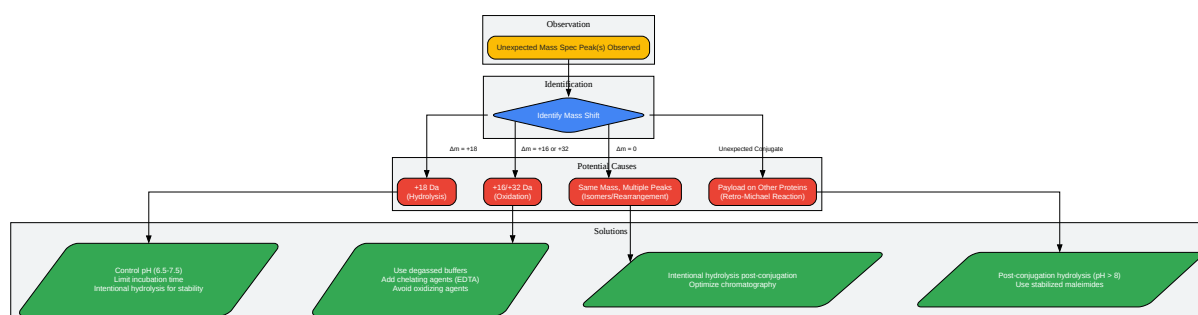 Observation
Unexpected Mass Spec Peak(s) Observed
Identification
Identify Mass Shift
Δm = +18
Δm = +16 or +32
Δm = 0
Unexpected Conjugate
Potential Causes
+18 Da
(Hydrolysis)
+16/+32 Da
(Oxidation)
Same Mass, Multiple Peaks
(Isomers/Rearrangement)
Payload on Other Proteins
(Retro-Michael Reaction)
Solutions
Control pH (6.5-7.5)
Limit incubation time
Intentional hydrolysis for stability
Use degassed buffers
Add chelating agents (EDTA)
Avoid oxidizing agents
Intentional hydrolysis post-conjugation
Optimize chromatography
Post-conjugation hydrolysis (pH > 8)
Use stabilized maleimides